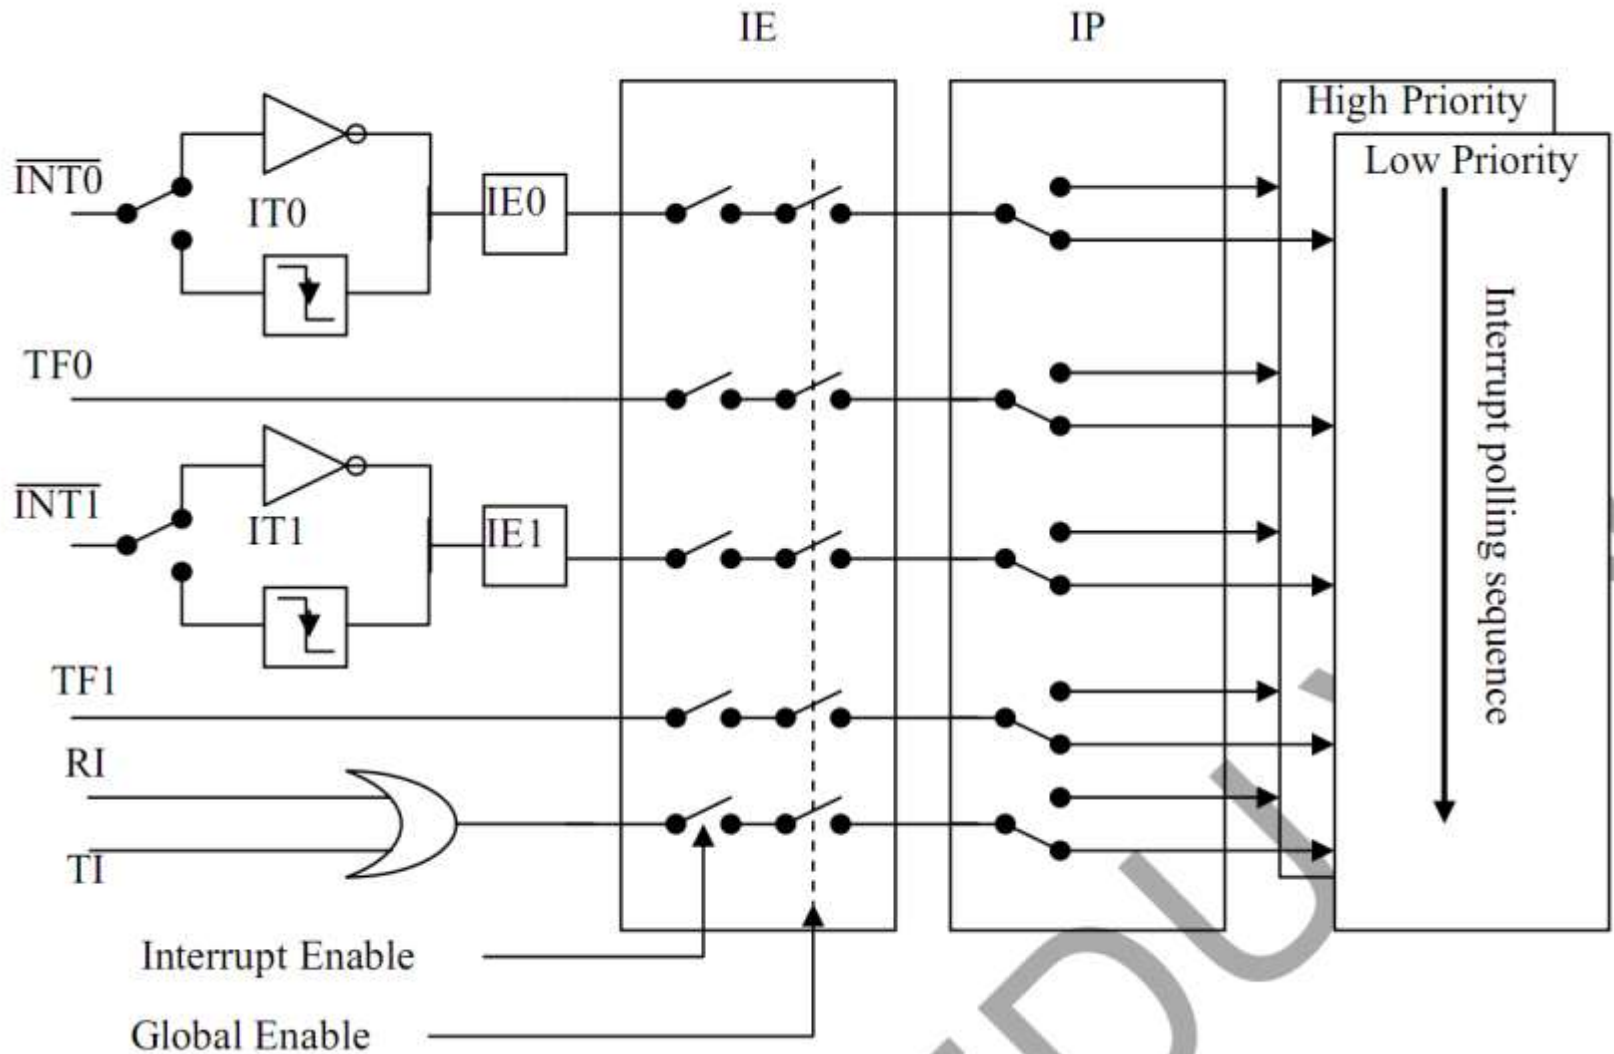 IE
IP
High Priority
Low Priority
INT0
IT0
IE0
TF0
INT1
IT1
IE1
TF1
RI
TI
Interrupt polling sequence
Interrupt Enable
Global Enable